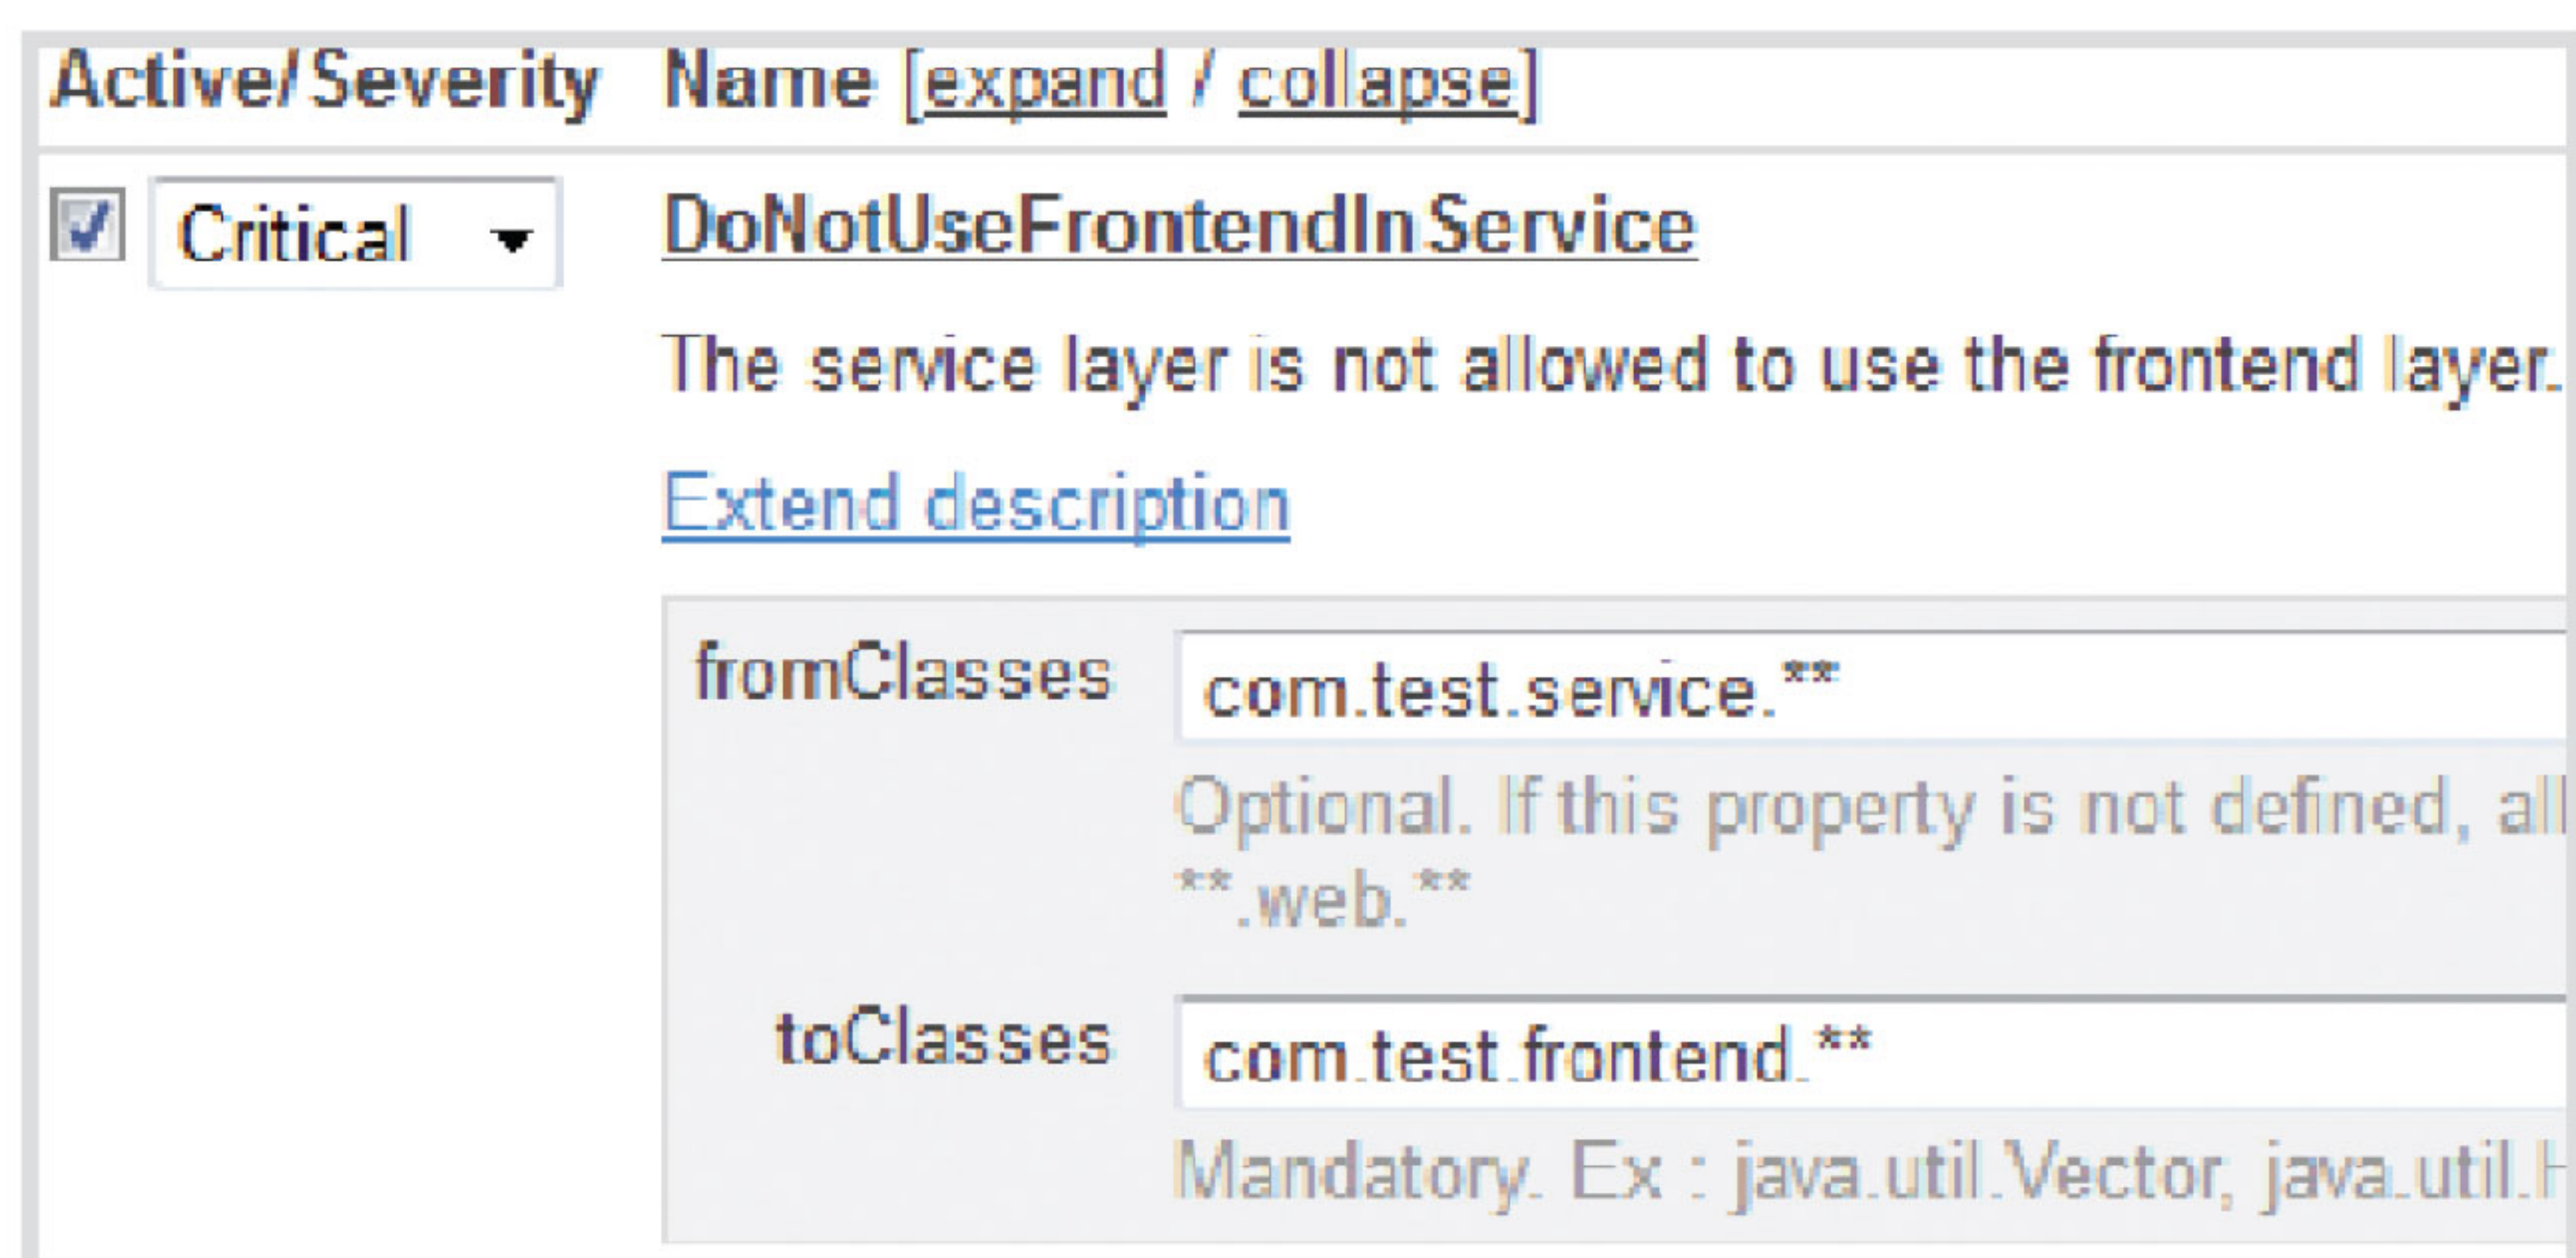 Active/Severity Name [expand / collapse]
Critical DoNotUseFrontendInService
The service layer is not allowed to use the frontend layer.
Extend description
fromClasses com.test.service.**
Optional. If this property is not defined, all
**.web.**
toClasses com.test.frontend.**
Mandatory. Ex : java.util.Vector, java.util.